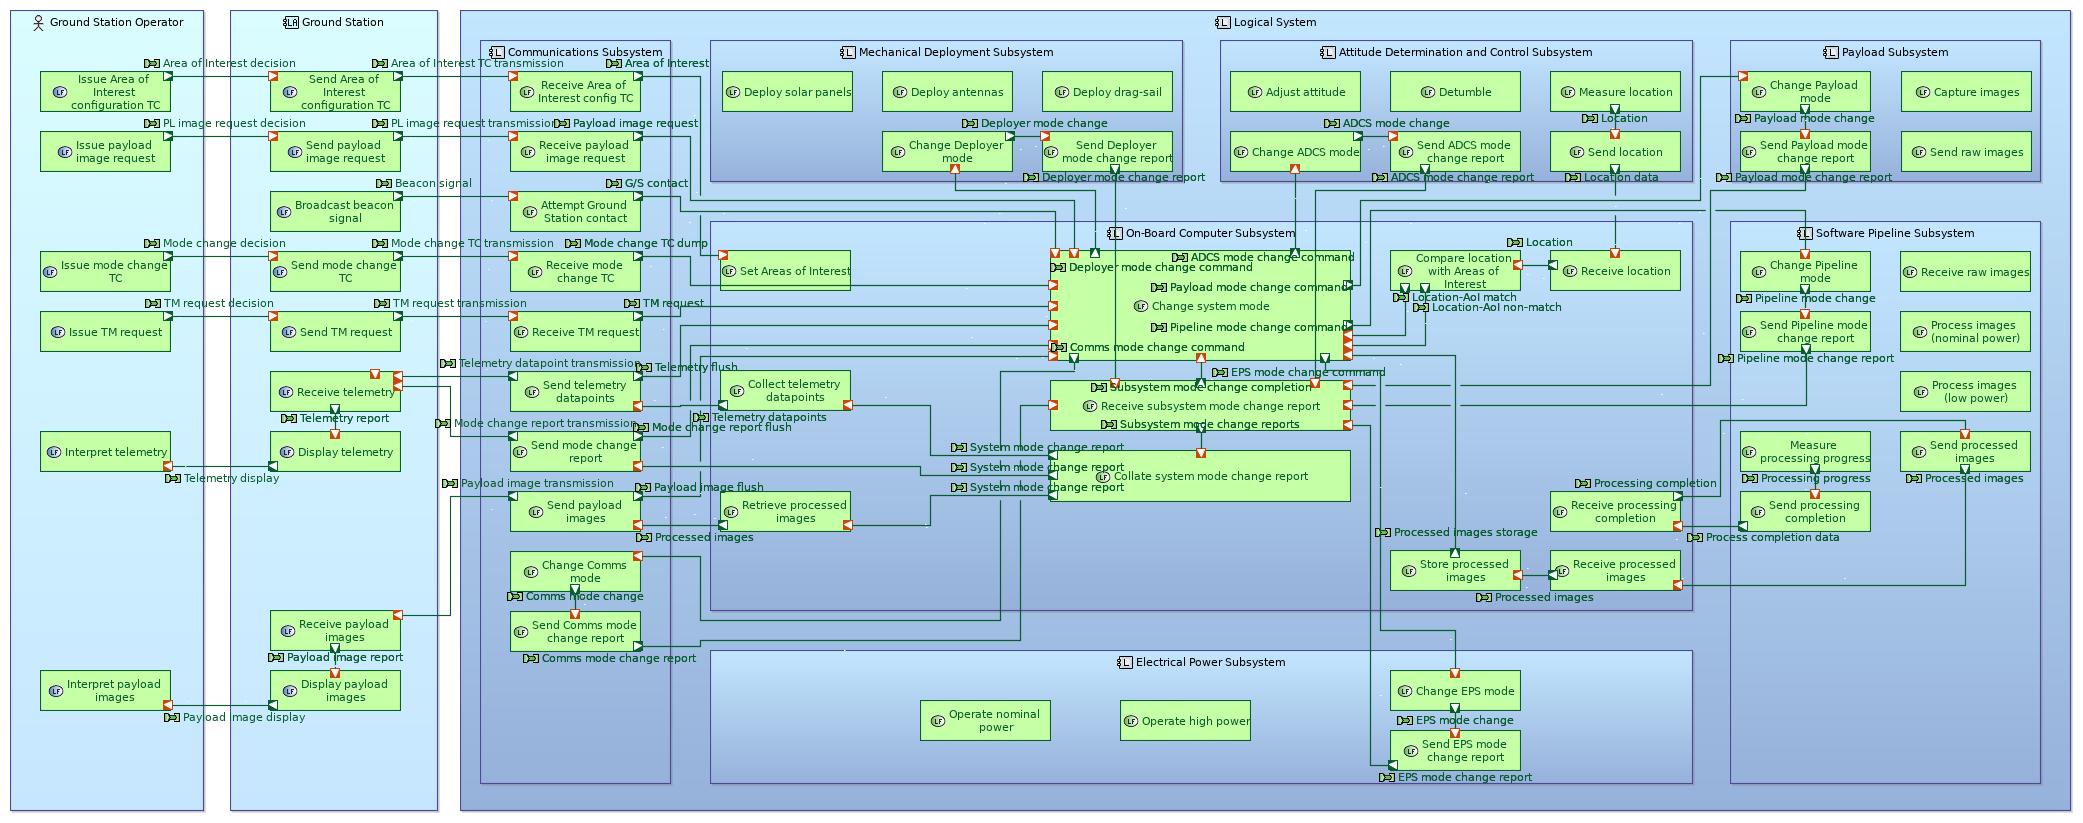 Ground Station Operator
Ground Station
Logical System
Communications Subsystem
Mechanical Deployment Subsystem
Attitude Determination and Control Subsystem
Payload Subsystem
Area of Interest decision
Area of Interest TC transmission
Area of Interest
Issue Area of
Interest
configuration TC
Send Area of
Interest
configuration TC
Receive Area of
Interest config TC
Deploy solar panels
Deploy antennas
Deploy drag-sail
Adjust attitude
Detumble
Measure location
Change Payload
mode
Capture images
PL image request decision
PL image request transmission
Payload image request
Deployer mode change
ADCS mode change
Location
Payload mode change
Issue payload
image request
Send payload
image request
Receive payload
image request
Change Deployer
mode
Send Deployer
mode change report
Change ADCS mode
Send ADCS mode
change report
Send location
Send Payload mode
change report
Send raw images
Beacon signal
G/S contact
Deployer mode change report
ADCS mode change report
Location data
Payload mode change report
Broadcast beacon
signal
Attempt Ground
Station contact
On-Board Computer Subsystem
Software Pipeline Subsystem
Mode change decision
Mode change TC transmission
Mode change TC dump
Location
Issue mode change
TC
Send mode change
TC
Receive mode
change TC
Set Areas of Interest
ADCS mode change command
Deployer mode change command
Payload mode change command
Change system mode
Pipeline mode change command
Comms mode change command
Compare location
with Areas of
Interest
Receive location
Change Pipeline
mode
Receive raw images
Location-AoI match
Location-AoI non-match
Pipeline mode change
TM request decision
TM request transmission
TM request
Issue TM request
Send TM request
Receive TM request
Send Pipeline mode
change report
Process images
(nominal power)
Pipeline mode change report
Telemetry datapoint transmission
Telemetry flush
EPS mode change command
Receive telemetry
Send telemetry
datapoints
Collect telemetry
datapoints
Subsystem mode change completion
Receive subsystem mode change report
Subsystem mode change reports
Process images
(low power)
Telemetry report
Telemetry datapoints
Mode change report transmission
Mode change report flush
Interpret telemetry
Display telemetry
Send mode change
report
System mode change report
System mode change report
System mode change report
Collate system mode change report
Measure
processing progress
Send processed
images
Telemetry display
Processing progress
Processed images
Payload image transmission
Payload image flush
Processing completion
Send payload
images
Retrieve processed
images
Receive processing
completion
Send processing
completion
Processed images
Processed images storage
Process completion data
Change Comms
mode
Store processed
images
Receive processed
images
Comms mode change
Processed images
Receive payload
images
Send Comms mode
change report
Payload image report
Comms mode change report
Electrical Power Subsystem
Interpret payload
images
Display payload
images
Change EPS mode
Payload image display
Operate nominal
power
Operate high power
EPS mode change
Send EPS mode
change report
EPS mode change report